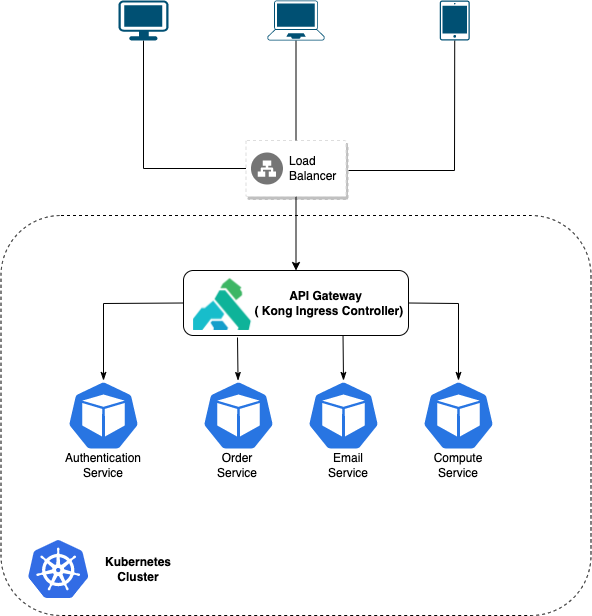 Load
Balancer
API Gateway
( Kong Ingress Controller)
Authentication
Service
Order
Service
Email
Service
Compute
Service
Kubernetes
Cluster